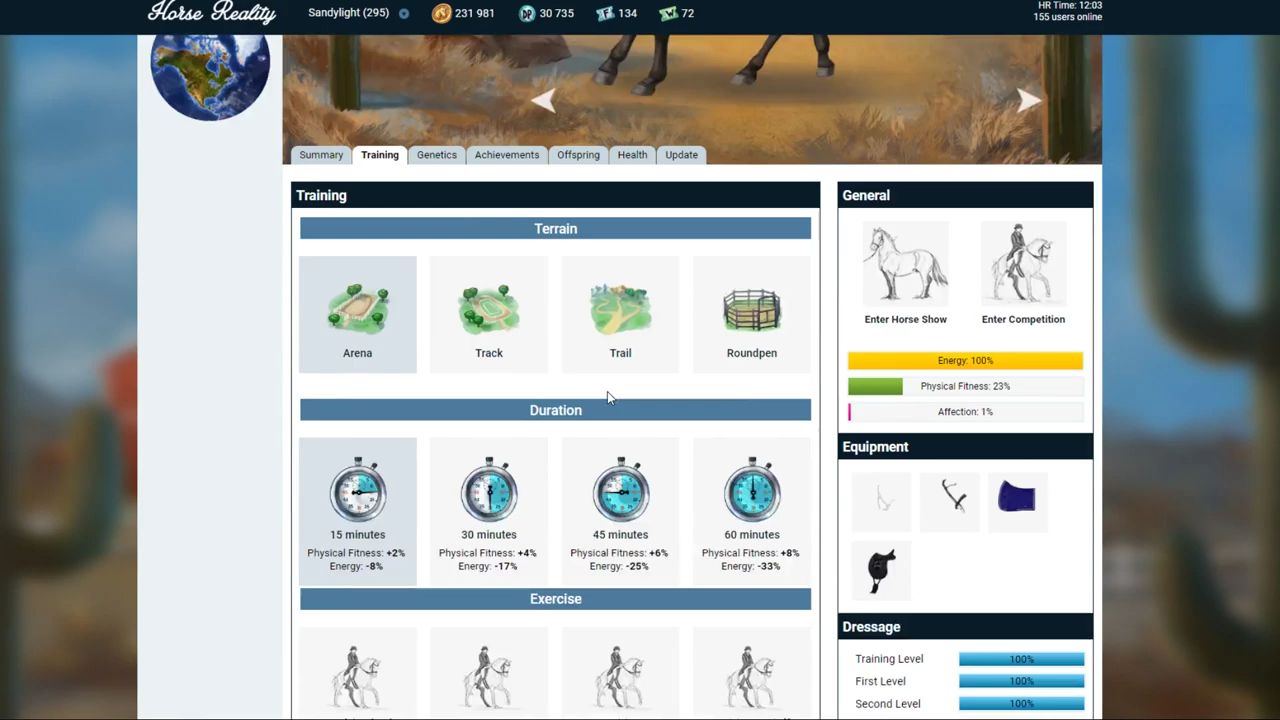 Horse Reality
Sandylight (295)
231 981
DP 30 735
134
72
HR Time: 12:03
155 users online
Summary
Training
Genetics
Achievements
Offspring
Health
Update
Training
Terrain
Arena
Track
Trail
Roundpen
Duration
15 minutes
Physical Fitness: +2%
Energy: -8%
30 minutes
Physical Fitness: +4%
Energy: -17%
45 minutes
Physical Fitness: +6%
Energy: -25%
60 minutes
Physical Fitness: +8%
Energy: -33%
Exercise
General
Enter Horse Show
Enter Competition
Energy: 100%
Physical Fitness: 23%
Affection: 1%
Equipment
Dressage
Training Level
100%
First Level
100%
Second Level
100%